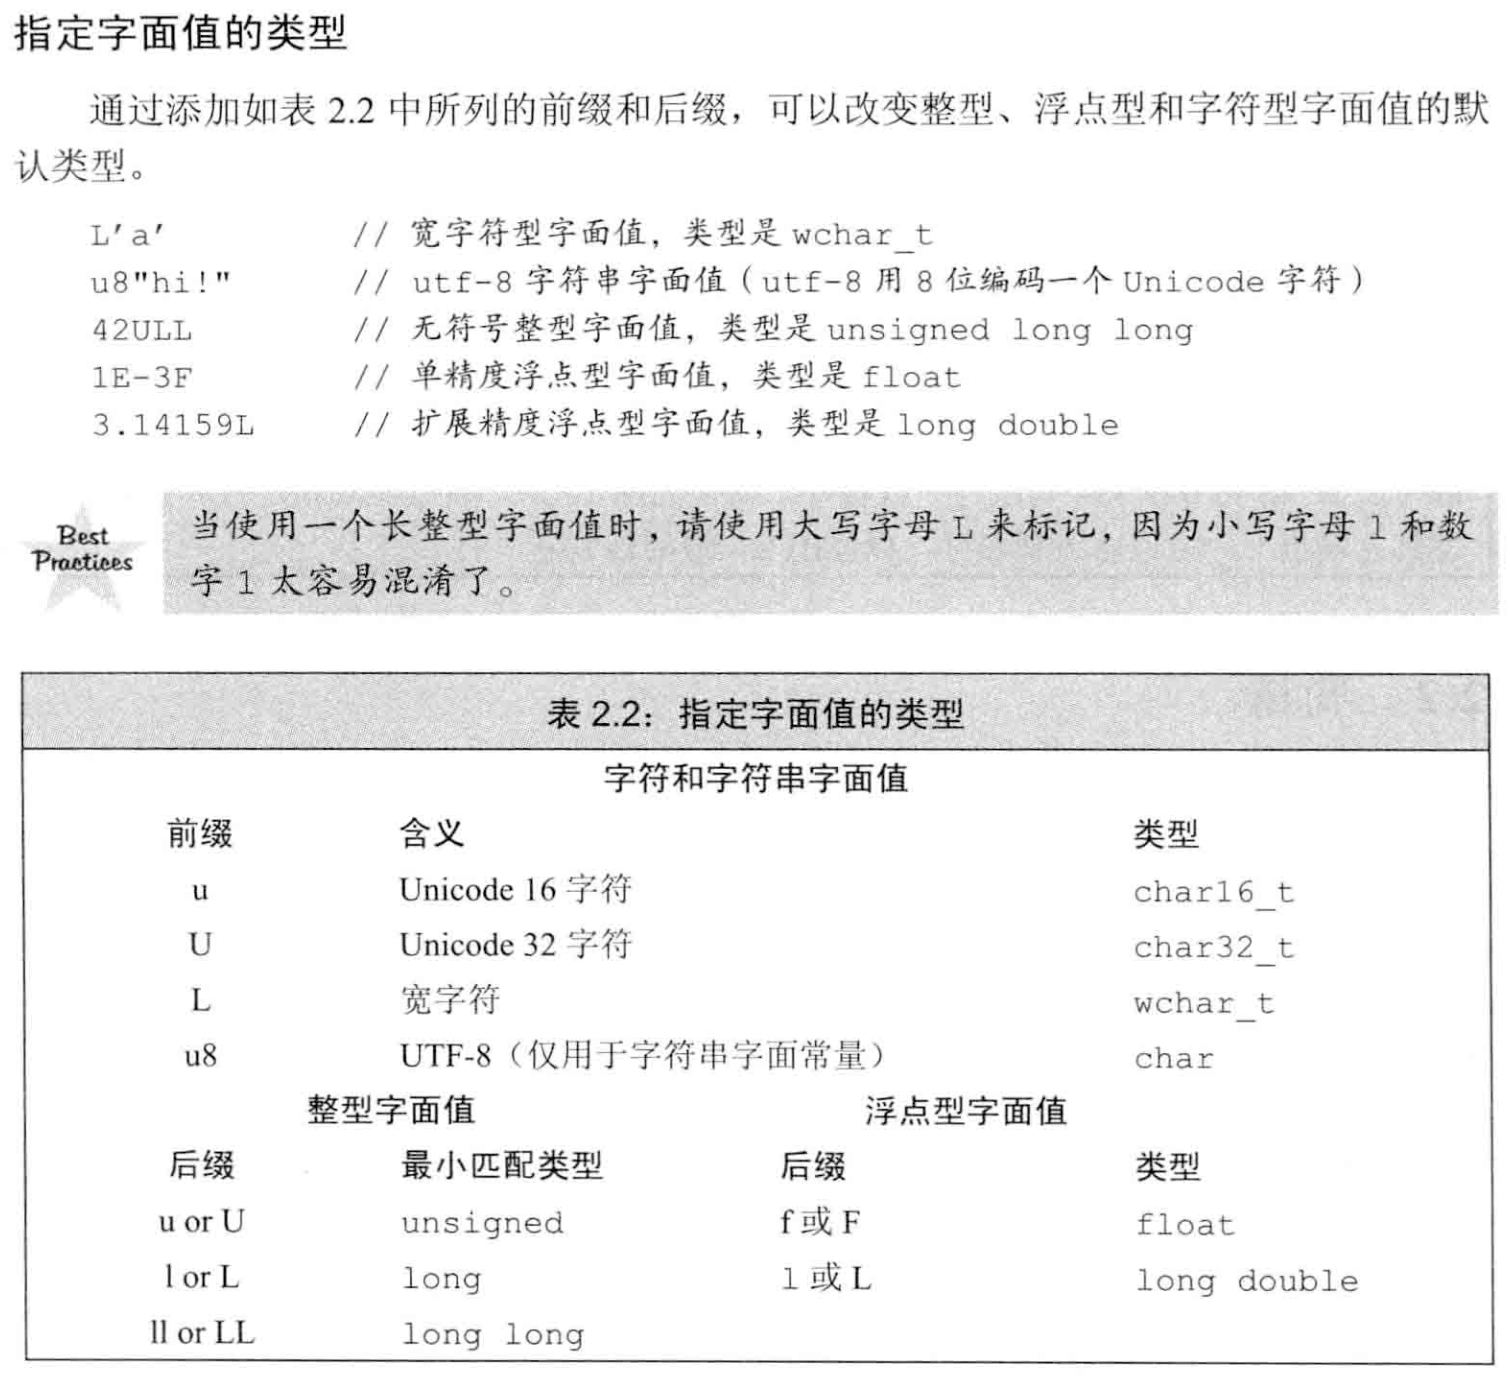 指定字面值的类型
通过添加如表 2.2 中所列的前缀和后缀，可以改变整型、浮点型和字符型字面值的默
认类型。
L'a' // 宽字符型字面值，类型是 wchar_t
u8"hi!" // utf-8 字符串字面值（utf-8 用 8 位编码一个 Unicode 字符）
42ULL // 无符号整型字面值，类型是 unsigned long long
1E-3F // 单精度浮点型字面值，类型是 float
3.14159L // 扩展精度浮点型字面值，类型是 long double
Best
Practices
当使用一个长整型字面值时，请使用大写字母 L 来标记，因为小写字母 l 和数
字 1 太容易混淆了。
表 2.2：指定字面值的类型
字符和字符串字面值
前缀 含义 类型
u Unicode 16 字符 char16_t
U Unicode 32 字符 char32_t
L 宽字符 wchar_t
u8 UTF-8（仅用于字符串字面常量） char
整型字面值 浮点型字面值
后缀 最小匹配类型 后缀 类型
u or U unsigned f 或 F float
l or L long l 或 L long double
ll or LL long long